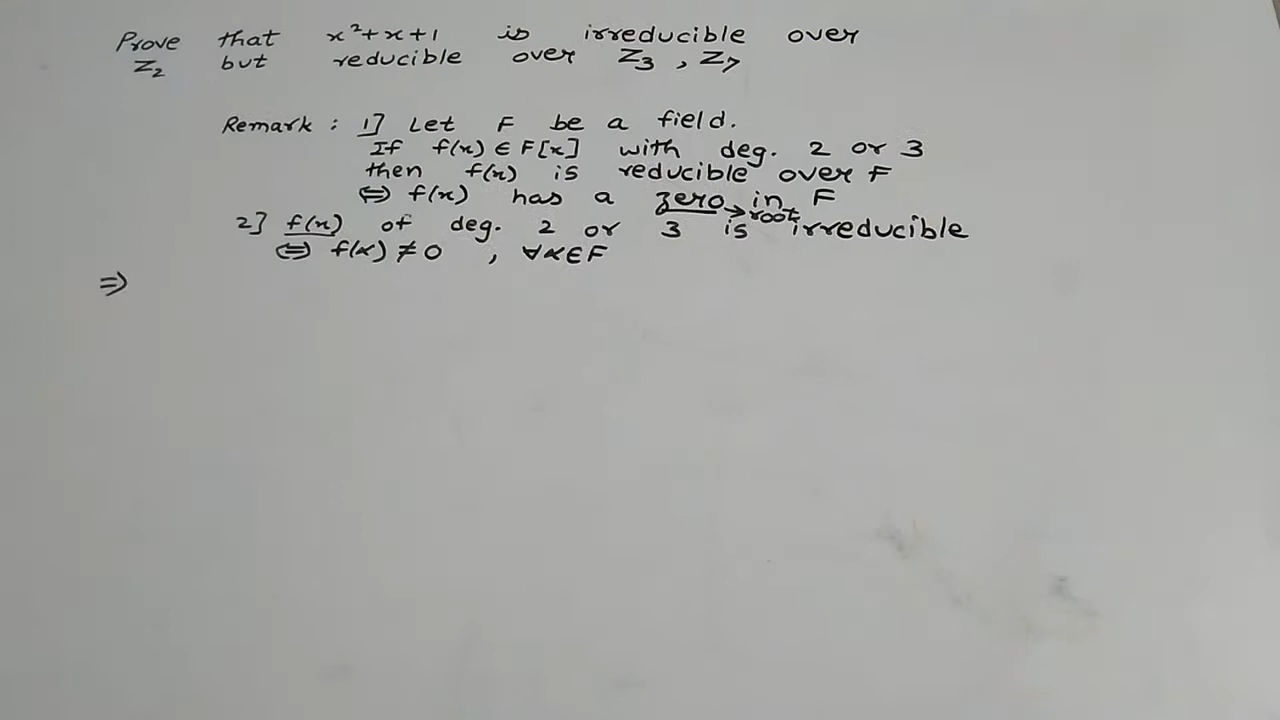 Prove that x²+x+1 is irreducible over
Z₂ but reducible over Z₃, Z₇
Remark : 1] Let F be a field.
If f(x) ∈ F[x] with deg. 2 or 3
then f(x) is reducible over F
⇔ f(x) has a zero in F
→ root
2] f(x) of deg. 2 or 3 is irreducible
⇔ f(α) ≠ 0 , ∀ α ∈ F
⇒